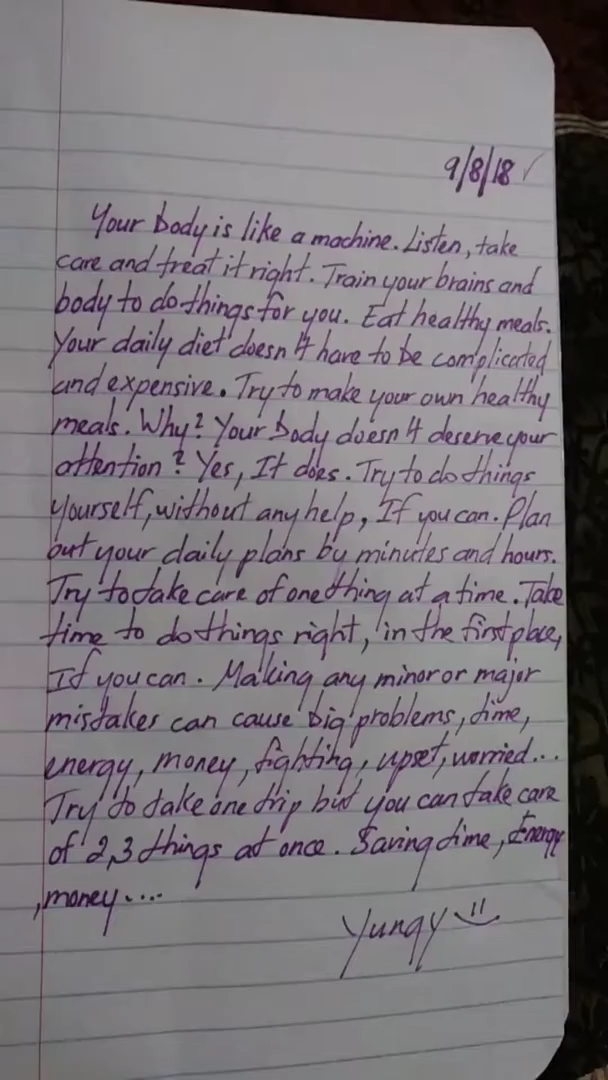 9/8/18 ✓
Your body is like a machine. Listen, take
care and treat it right. Train your brains and
body to do things for you. Eat healthy meals.
Your daily diet doesn't have to be complicated
and expensive. Try to make your own healthy
meals. Why? Your body doesn't deserve your
attention? Yes, It does. Try to do things
yourself, without any help, If you can. Plan
out your daily plans by minutes and hours.
Try to take care of one thing at a time. Take
time to do things right, in the first place,
If you can. Making any minor or major
mistakes can cause big problems, time,
energy, money, fighting, upset, worried...
Try to take one trip but you can take care
of 2,3 things at once. Saving time, Energy
,money....
Yungy